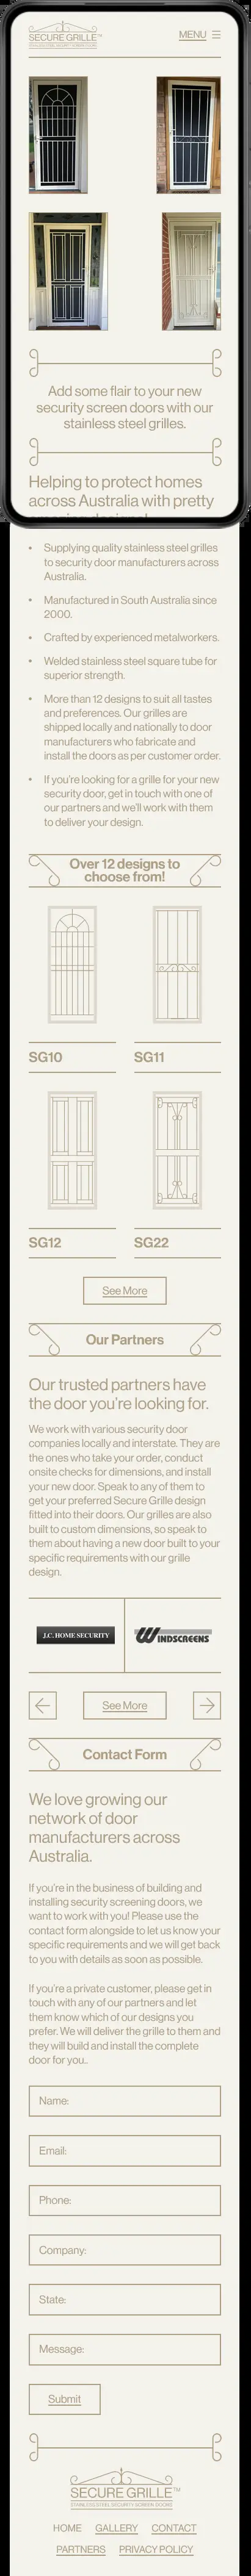 SECURE GRILLE™
STAINLESS STEEL SECURITY SCREEN DOORS
MENU
Add some flair to your new
security screen doors with our
stainless steel grilles.
Helping to protect homes
across Australia with pretty
• Supplying quality stainless steel grilles
to security door manufacturers across
Australia.
• Manufactured in South Australia since
2000.
• Crafted by experienced metalworkers.
• Welded stainless steel square tube for
superior strength.
• More than 12 designs to suit all tastes
and preferences. Our grilles are
shipped locally and nationally to door
manufacturers who fabricate and
install the doors as per customer order.
• If you're looking for a grille for your new
security door, get in touch with one of
our partners and we'll work with them
to deliver your design.
Over 12 designs to
choose from!
SG10
SG11
SG12
SG22
See More
Our Partners
Our trusted partners have
the door you're looking for.
We work with various security door
companies locally and interstate. They are
the ones who take your order, conduct
onsite checks for dimensions, and install
your new door. Speak to any of them to
get your preferred Secure Grille design
fitted into their doors. Our grilles are also
built to custom dimensions, so speak to
them about having a new door built to your
specific requirements with our grille
design.
J.C. HOME SECURITY
WINDSCREENS
See More
Contact Form
We love growing our
network of door
manufacturers across
Australia.
If you're in the business of building and
installing security screening doors, we
want to work with you! Please use the
contact form alongside to let us know your
specific requirements and we will get back
to you with details as soon as possible.
If you're a private customer, please get in
touch with any of our partners and let
them know which of our designs you
prefer. We will deliver the grille to them and
they will build and install the complete
door for you..
Name:
Email:
Phone:
Company:
State:
Message:
Submit
SECURE GRILLE™
STAINLESS STEEL SECURITY SCREEN DOORS
HOME GALLERY CONTACT
PARTNERS PRIVACY POLICY